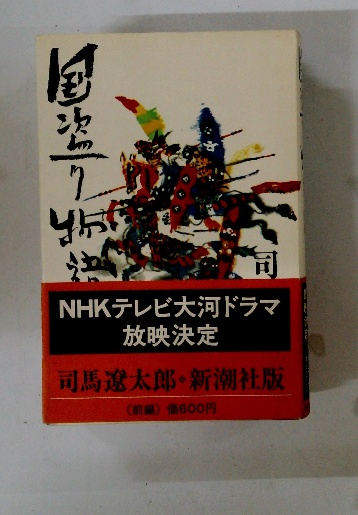 国盗り物語
司
NHKテレビ大河ドラマ
放映決定
司馬遼太郎・新潮社版
〈前編〉価600円